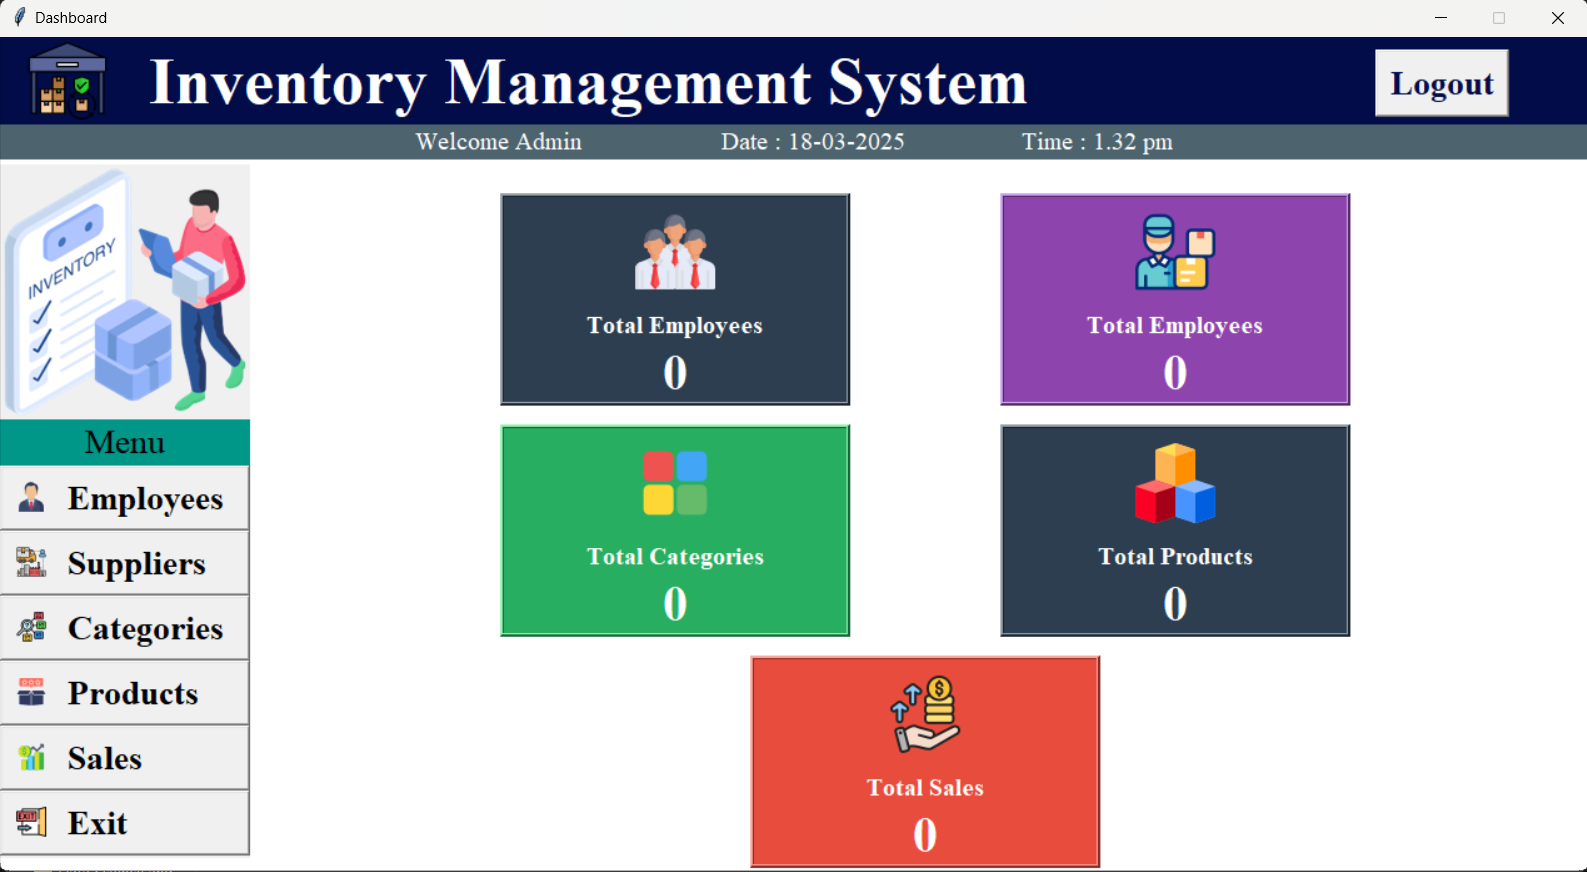 Dashboard
Inventory Management System
Logout
Welcome Admin
Date : 18-03-2025
Time : 1.32 pm
INVENTORY
Menu
Employees
Suppliers
Categories
Products
Sales
EXIT
Exit
Total Employees
0
Total Employees
0
Total Categories
0
Total Products
0
$
Total Sales
0